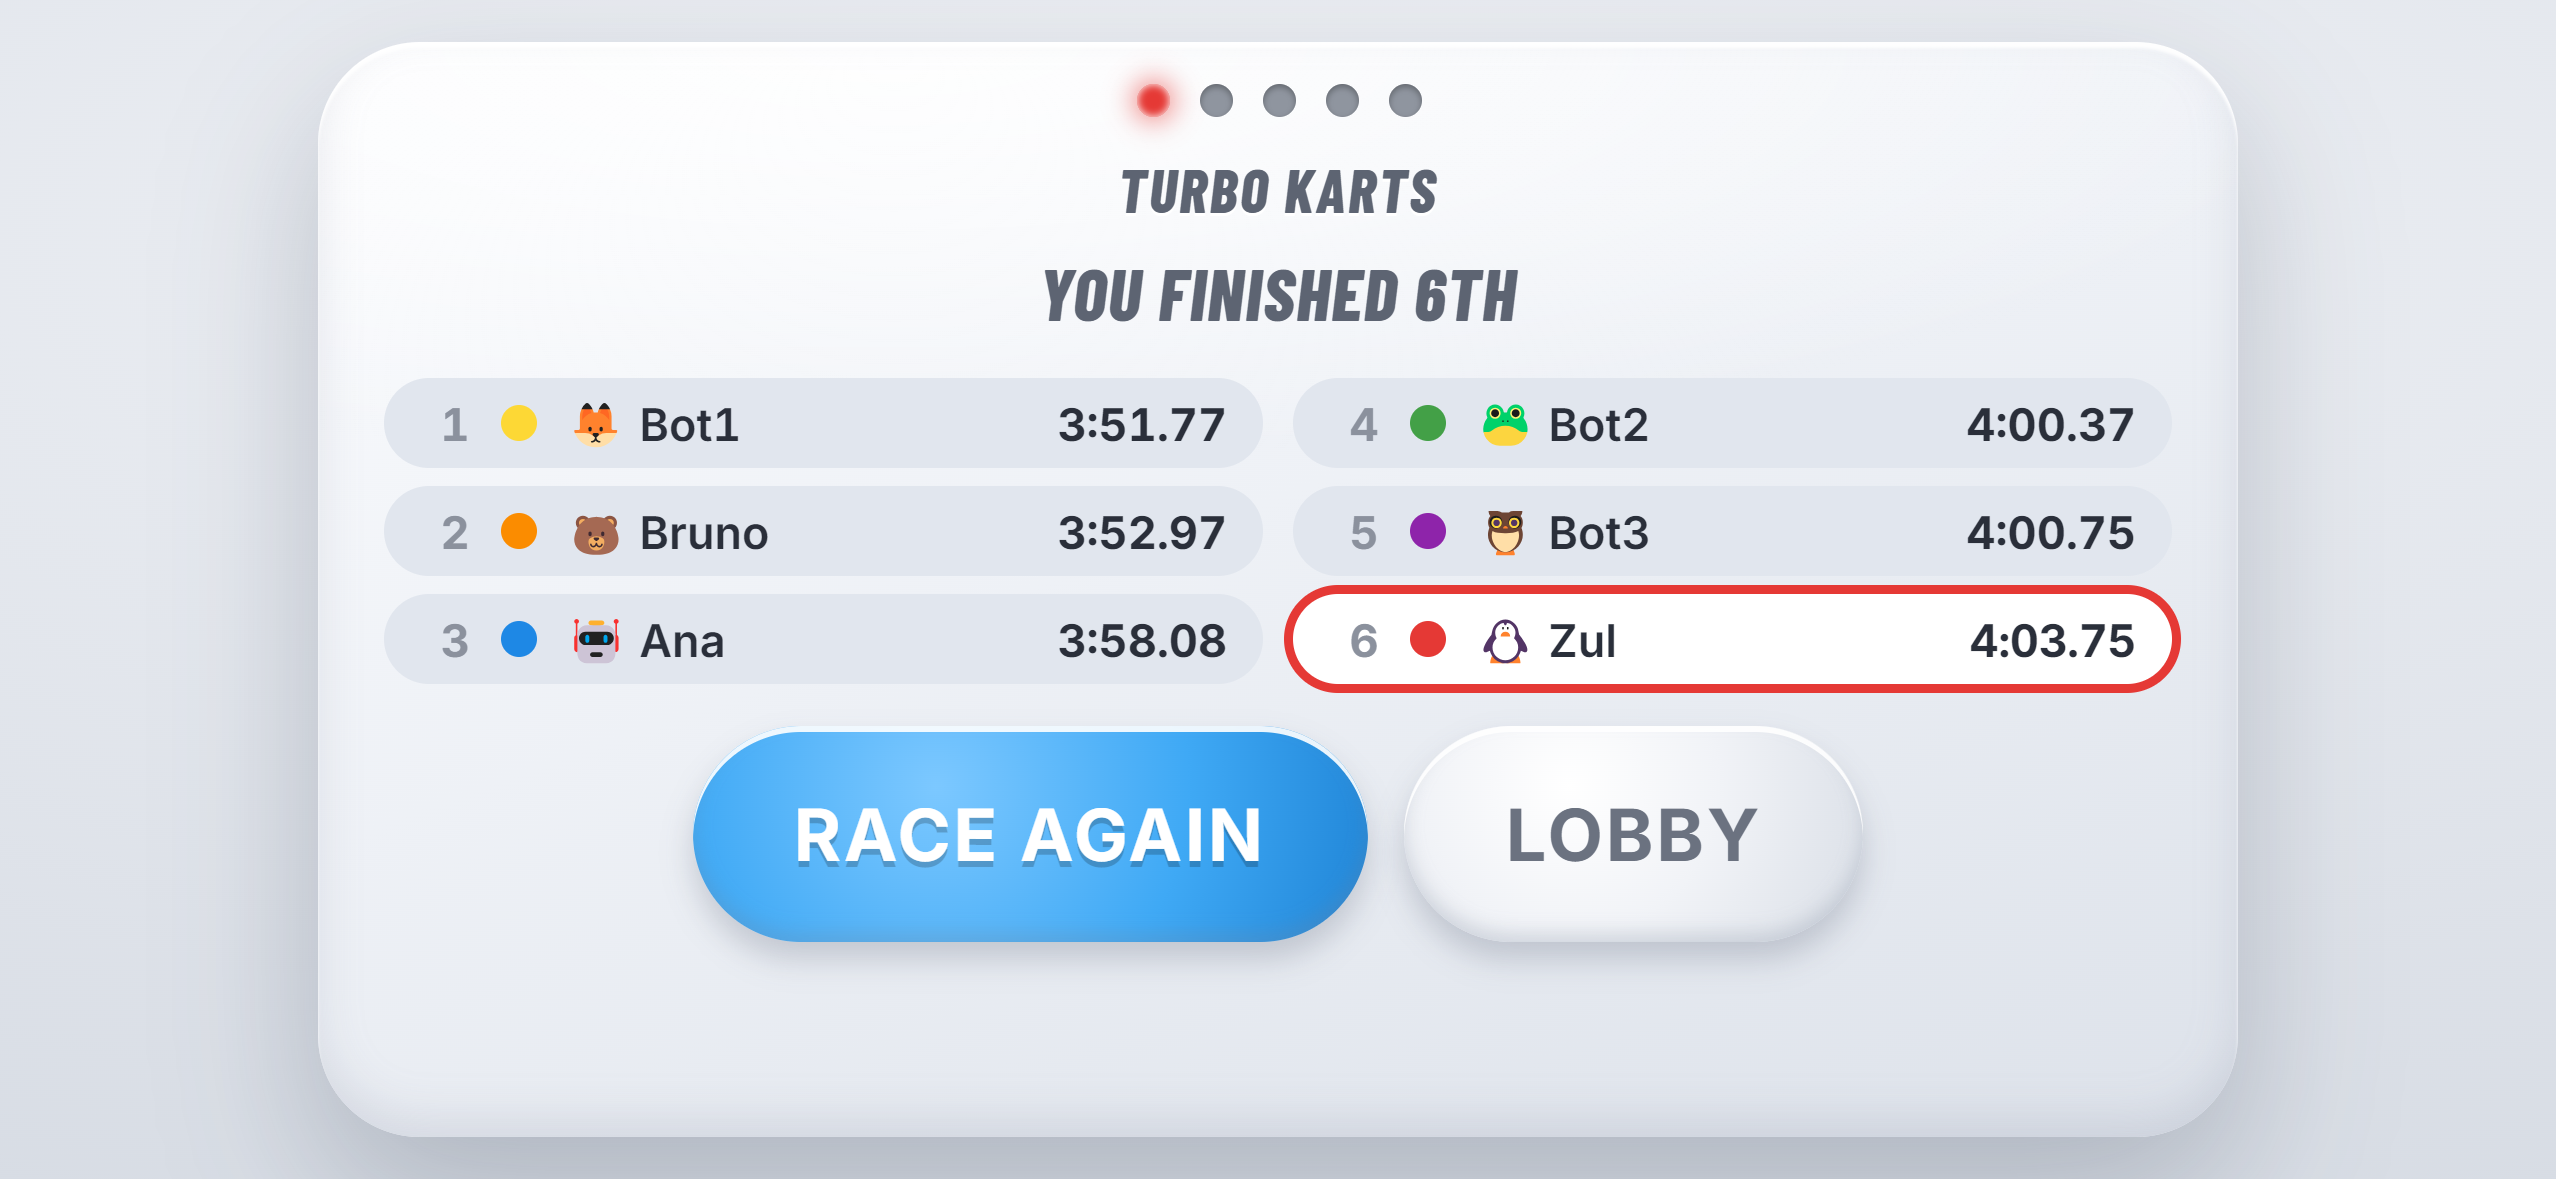 TURBO KARTS
YOU FINISHED 6TH
1 Bot1 3:51.77
2 Bruno 3:52.97
3 Ana 3:58.08
4 Bot2 4:00.37
5 Bot3 4:00.75
6 Zul 4:03.75
RACE AGAIN
LOBBY